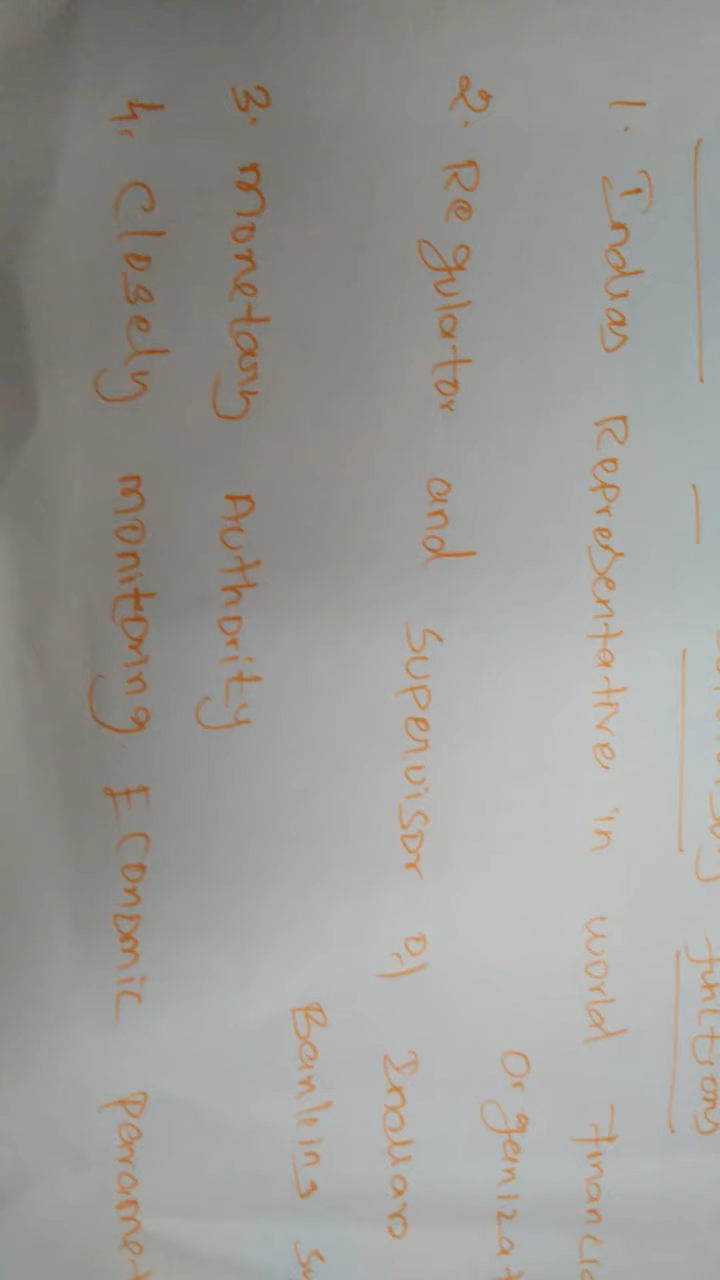 functions
1. Indias Representative in world Financi
Organizat
2. Regulator and Supervisor of Indian
Banking
3. Monetary Authority
4. Closely monitoring Economic paramet